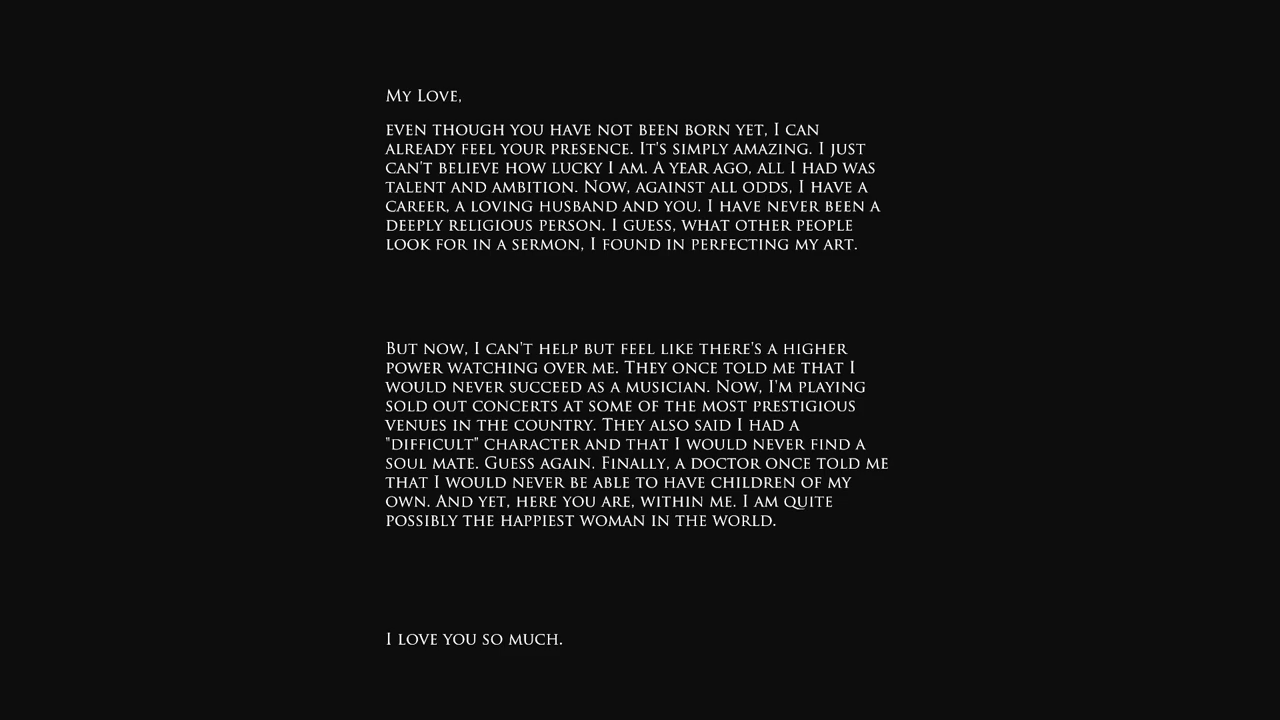 My Love,
even though you have not been born yet, I can
already feel your presence. It's simply amazing. I just
can't believe how lucky I am. A year ago, all I had was
talent and ambition. Now, against all odds, I have a
career, a loving husband and you. I have never been a
deeply religious person. I guess, what other people
look for in a sermon, I found in perfecting my art.
But now, I can't help but feel like there's a higher
power watching over me. They once told me that I
would never succeed as a musician. Now, I'm playing
sold out concerts at some of the most prestigious
venues in the country. They also said I had a
"difficult" character and that I would never find a
soul mate. Guess again. Finally, a doctor once told me
that I would never be able to have children of my
own. And yet, here you are, within me. I am quite
possibly the happiest woman in the world.
I love you so much.